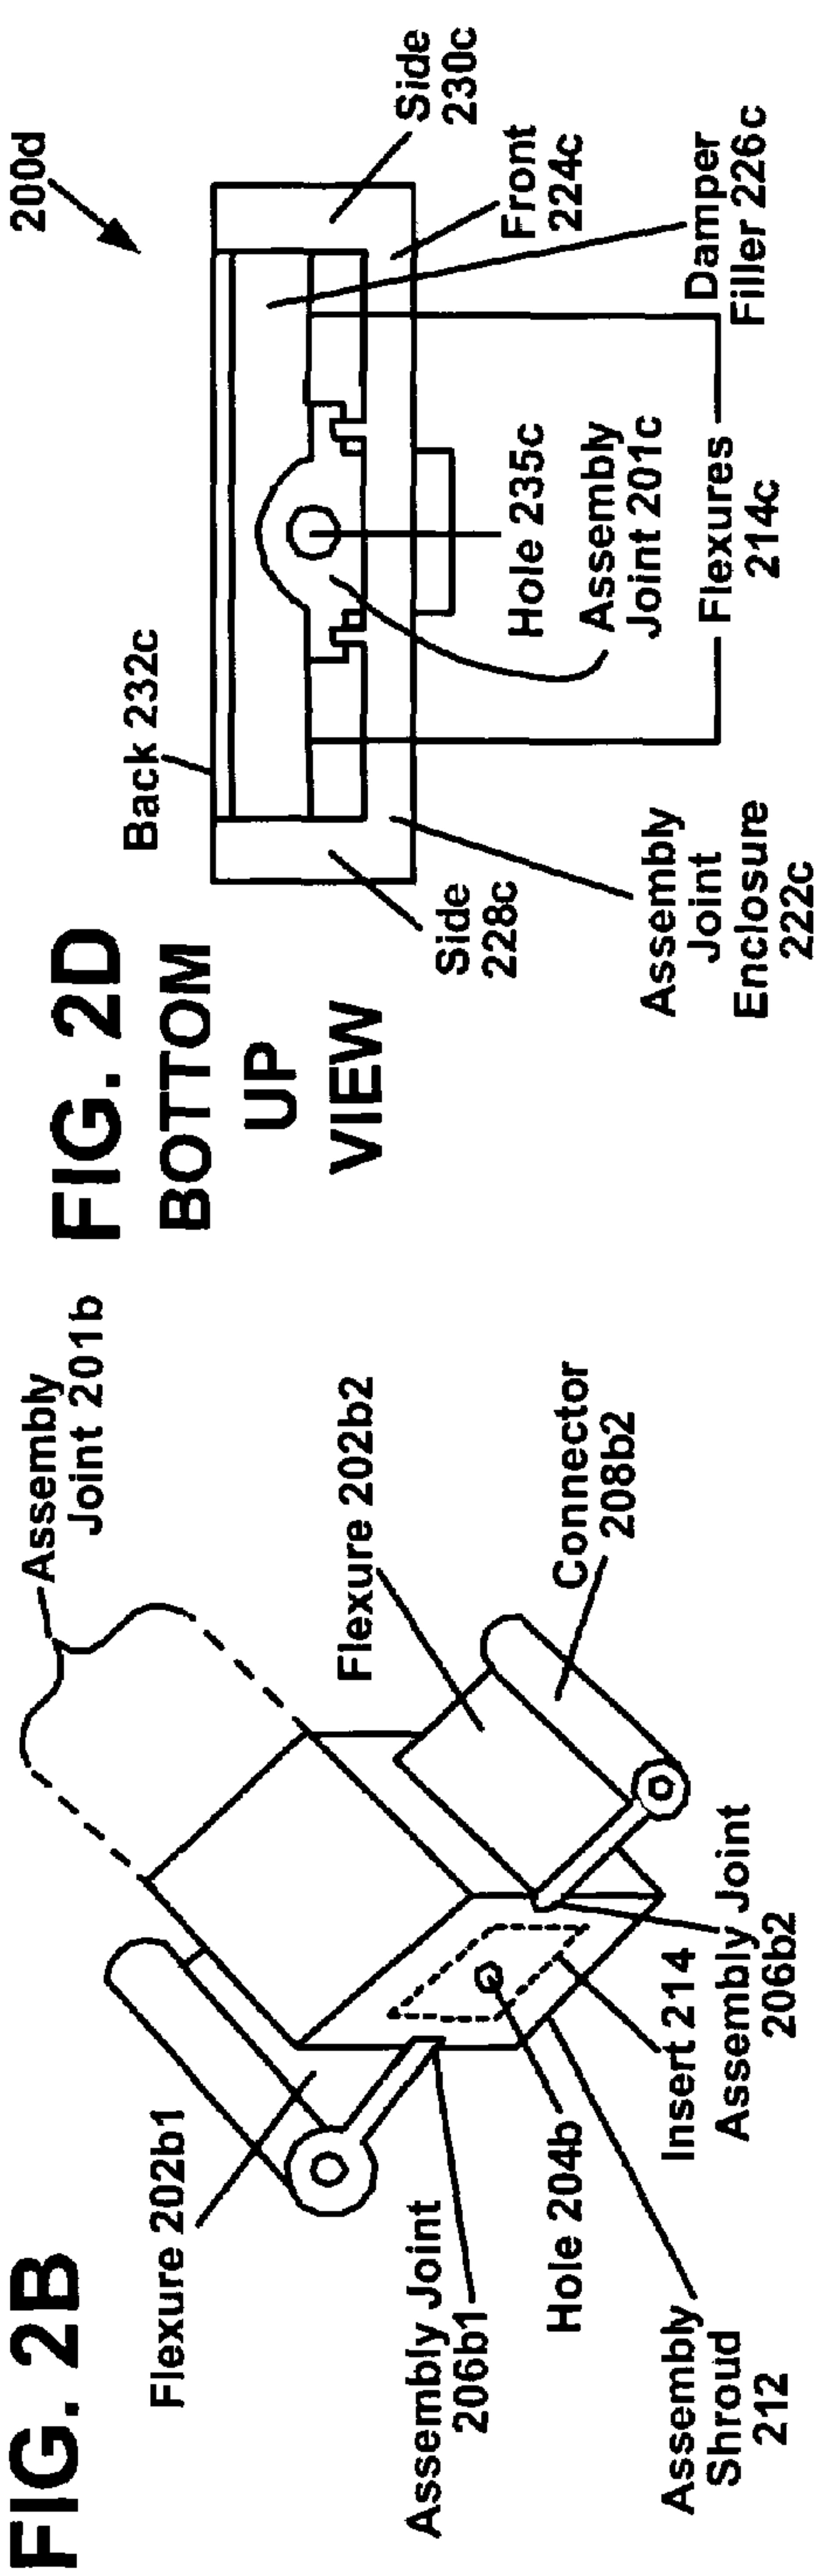 FIG. 2B
Assembly
Joint 201b
Flexure 202b1
Flexure 202b2
Connector
208b2
Assembly Joint
206b1
Hole 204b
Insert 214
Assembly Joint
206b2
Assembly
Shroud
212
FIG. 2D
BOTTOM
UP
VIEW
200d
Back 232c
Side
230c
Front
224c
Damper
Filler 226c
Hole 235c
Assembly
Joint 201c
Flexures
214c
Side
228c
Assembly
Joint
Enclosure
222c